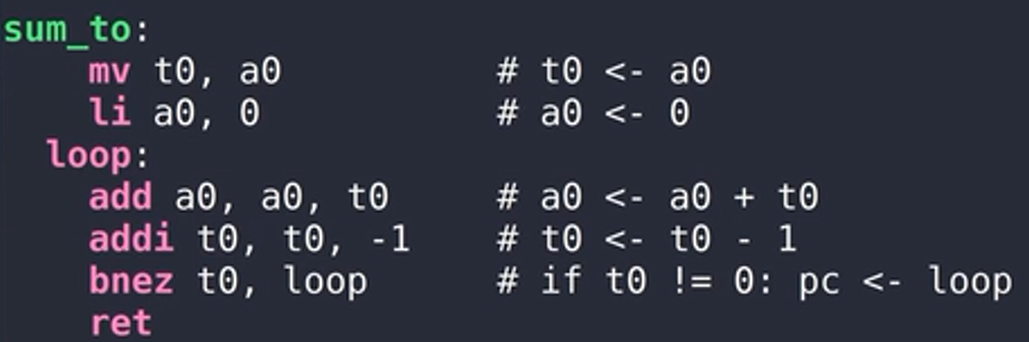 sum_to:
    mv t0, a0          # t0 <- a0
    li a0, 0           # a0 <- 0
  loop:
    add a0, a0, t0     # a0 <- a0 + t0
    addi t0, t0, -1    # t0 <- t0 - 1
    bnez t0, loop      # if t0 != 0: pc <- loop
    ret